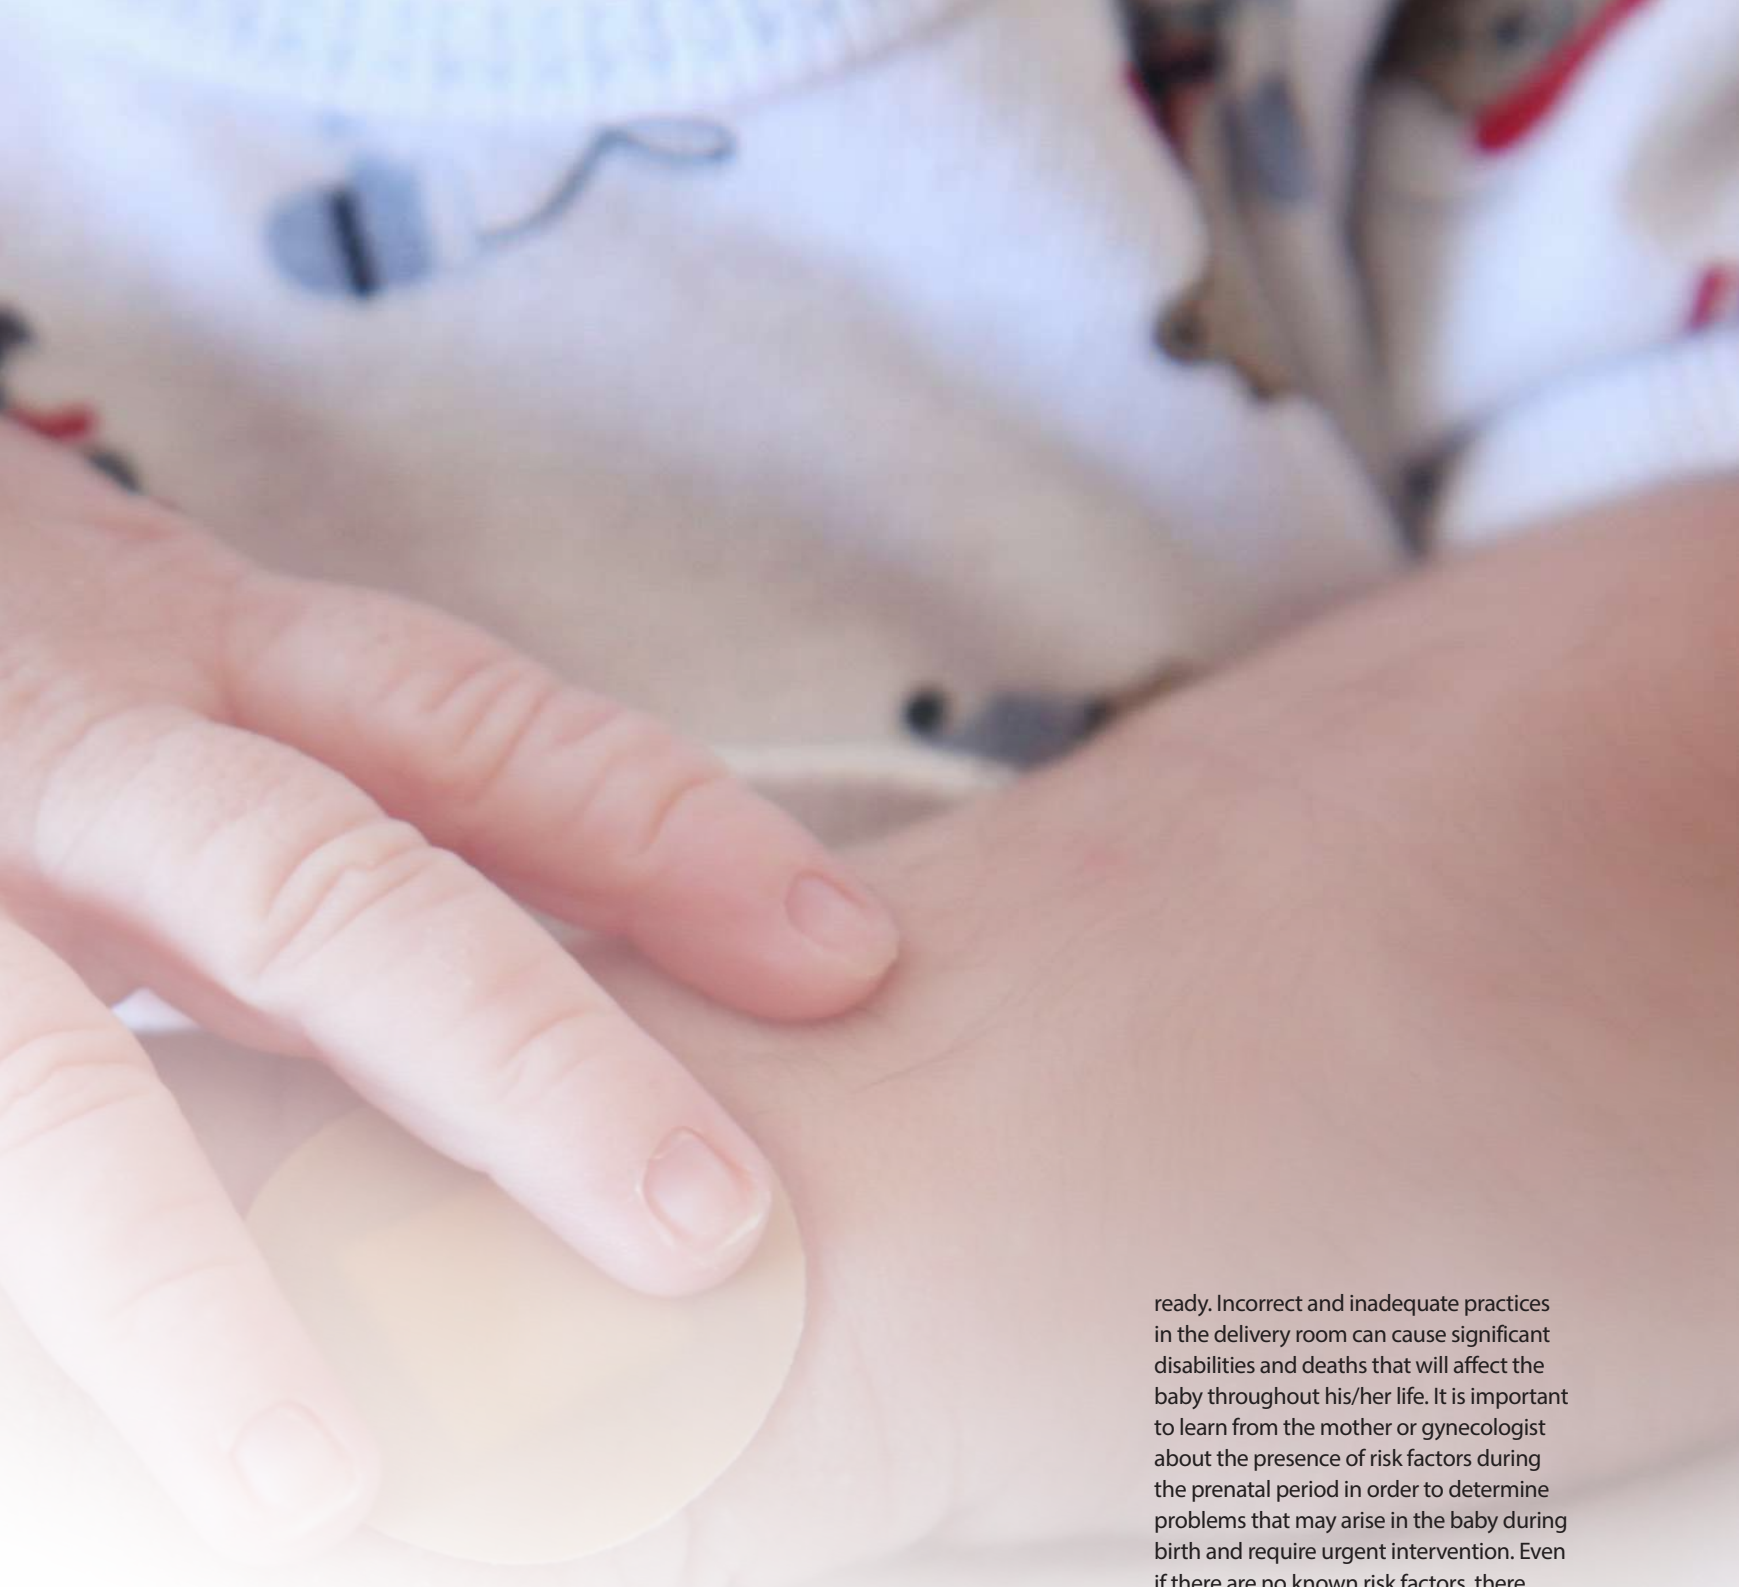 ready. Incorrect and inadequate practices
in the delivery room can cause significant
disabilities and deaths that will affect the
baby throughout his/her life. It is important
to learn from the mother or gynecologist
about the presence of risk factors during
the prenatal period in order to determine
problems that may arise in the baby during
birth and require urgent intervention. Even
if there are no known risk factors, there